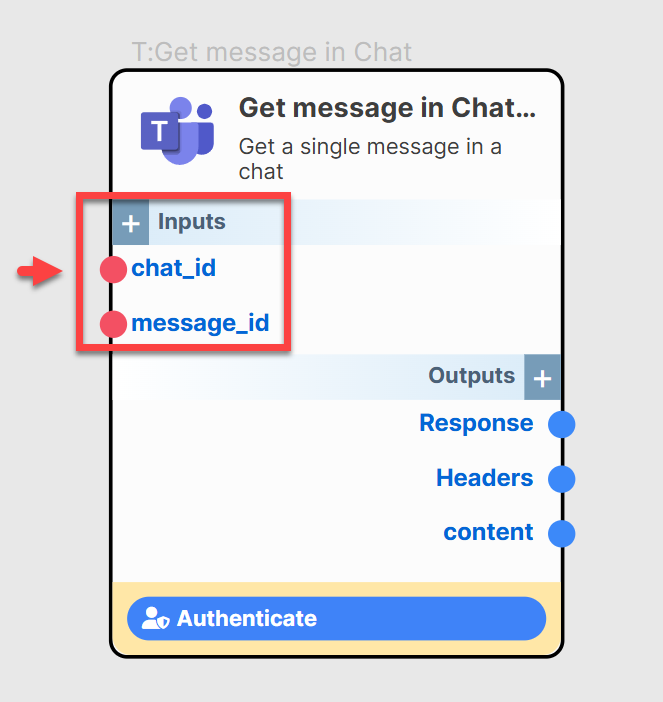 T:Get message in Chat
T
Get message in Chat...
Get a single message in a
chat
+ Inputs
chat_id
message_id
Outputs +
Response
Headers
content
Authenticate